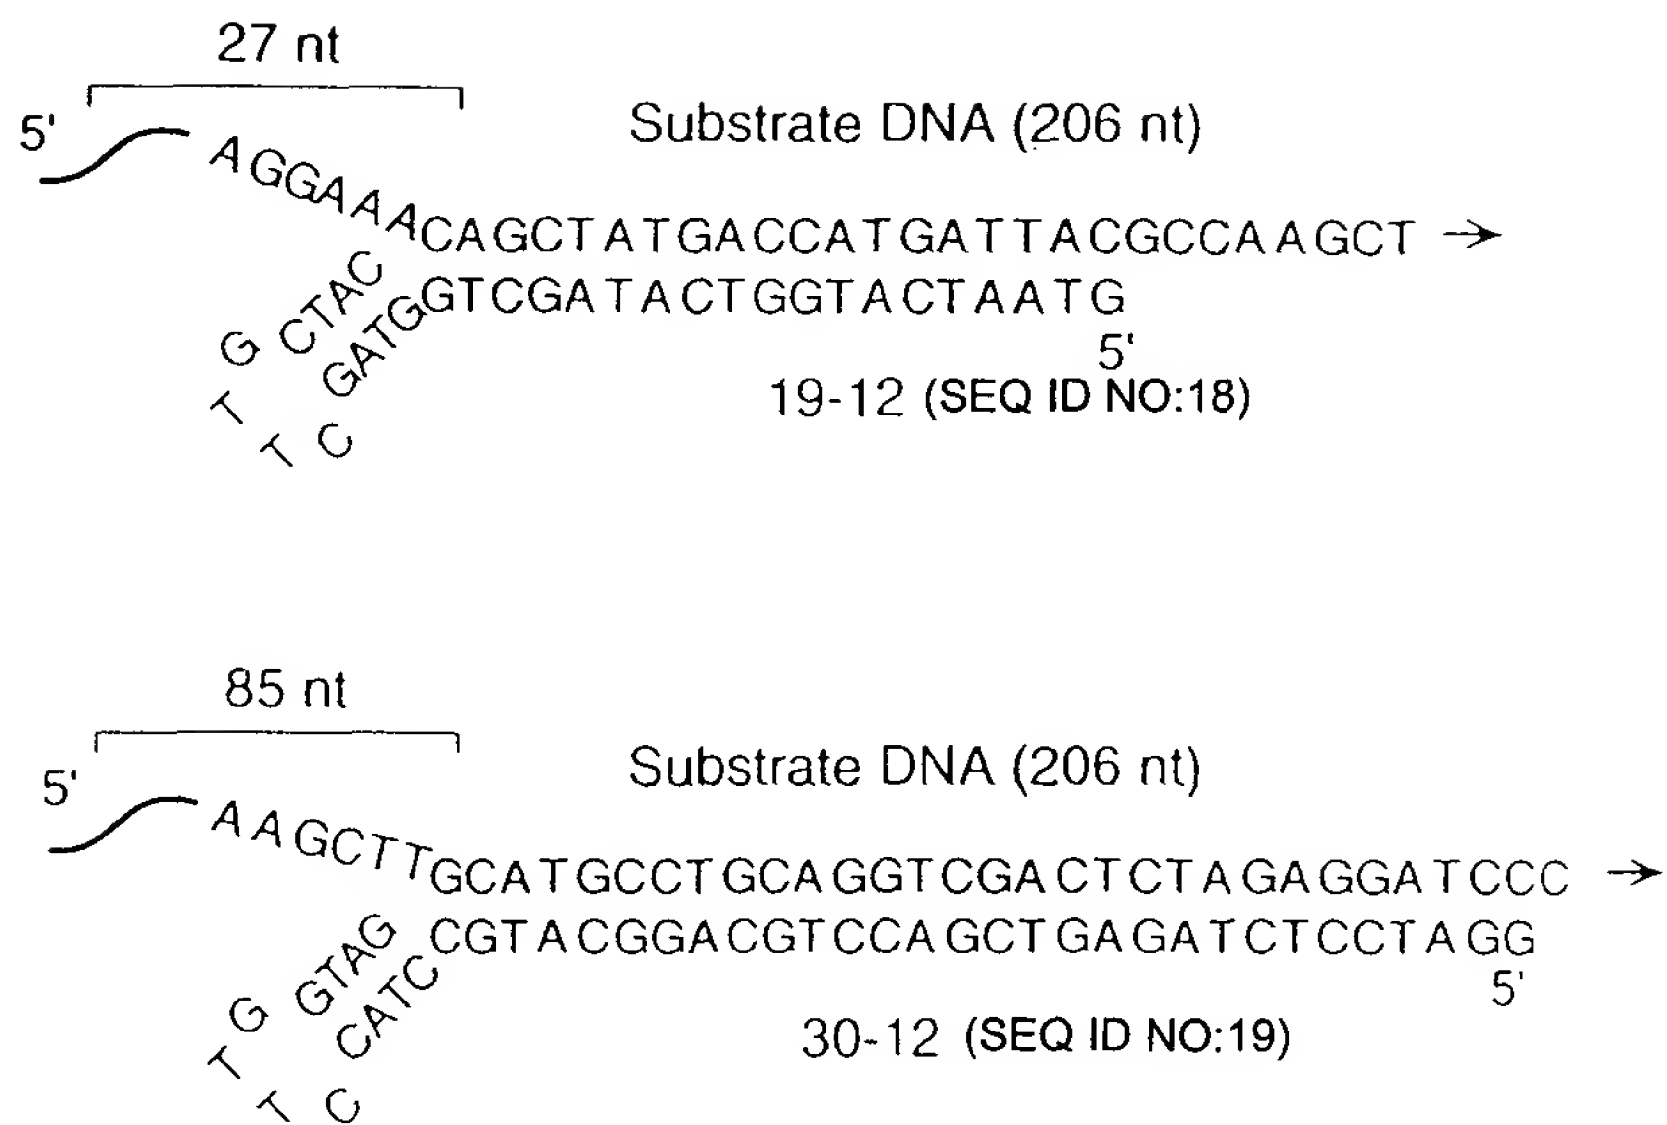 27 nt
5'
Substrate DNA (206 nt)
AGGAAACAGCTATGACCATGATTACGCCAAGCT
CTAC
GTCGATACTGGTACTAATG
GATG
G
T
T
C
5'
19-12 (SEQ ID NO:18)
85 nt
5'
Substrate DNA (206 nt)
AAGCTTGCATGCCTGCAGGTCGACTCTAGAGGATCCCC
GTAG
CGTACGGACGTCCAGCTGAGATCTCCTAGG
CATC
G
T
T
C
5'
30-12 (SEQ ID NO:19)